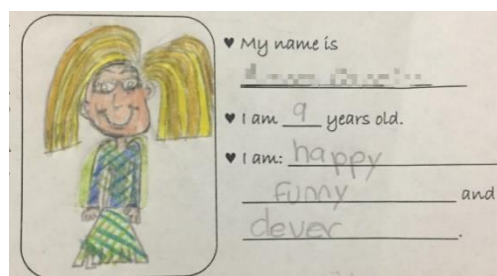 ♥ My name is
♥ I am 9 years old.
♥ I am: happy
funny and
clever.